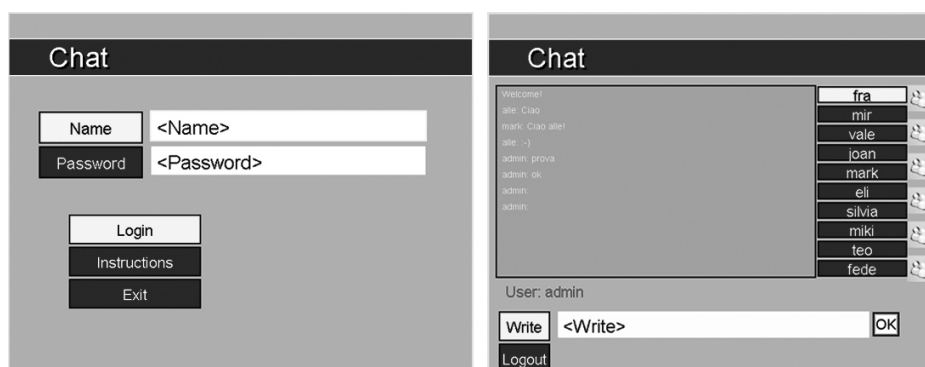 Chat
Name
<Name>
Password
<Password>
Login
Instructions
Exit
Chat
Welcome!
alle: Ciao
mark: Ciao alle!
alle: :-)
admin: prova
admin: ok
admin:
admin:
fra
mir
vale
joan
mark
eli
silvia
miki
teo
fede
User: admin
Write
<Write>
OK
Logout